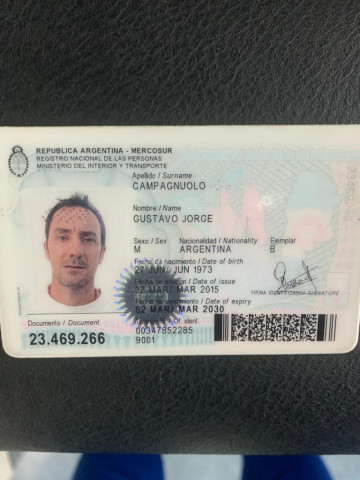 REPUBLICA ARGENTINA - MERCOSUR
REGISTRO NACIONAL DE LAS PERSONAS
MINISTERIO DEL INTERIOR Y TRANSPORTE
Apellido / Surname
CAMPAGNUOLO
Nombre / Name
GUSTAVO JORGE
Sexo / Sex Nacionalidad / Nationality Ejemplar
M ARGENTINA B
Fecha de nacimiento / Date of birth
27 JUN/ JUN 1973
Fecha de emisión / Date of issue
02 MAR/ MAR 2015
Fecha de vencimiento / Date of expiry
02 MAR/ MAR 2030
FIRMA IDENTIFICADO/ SIGNATURE
Documento / Document
23.469.266
Of. ident.
00347852285
9001